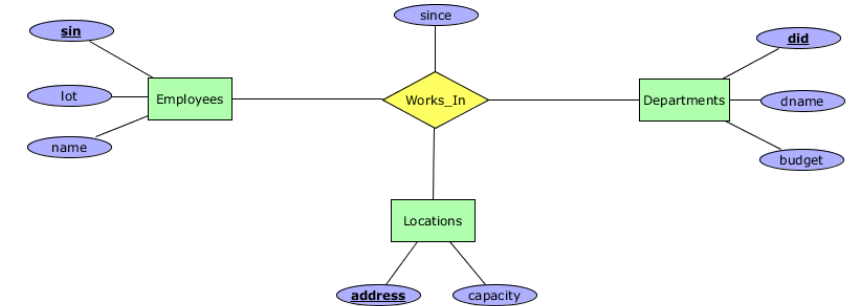 since
sin
did
lot
Employees
Works_In
Departments
dname
name
budget
Locations
address
capacity